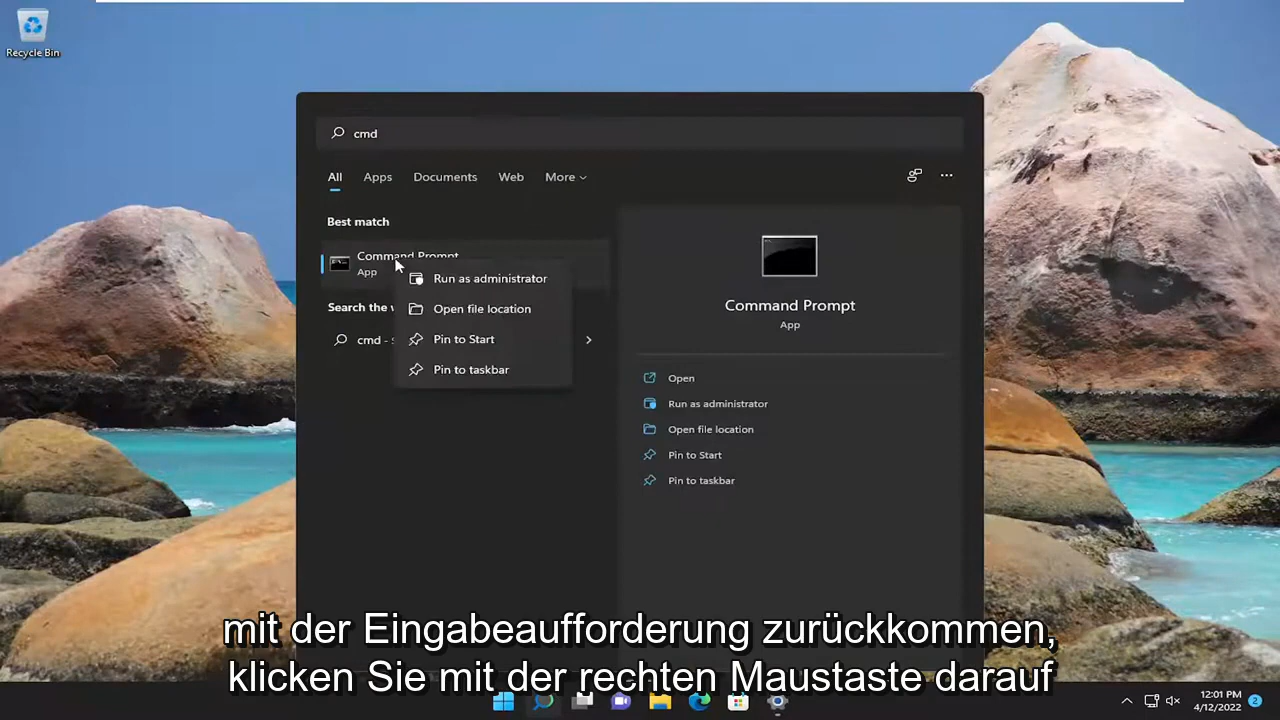 Recycle Bin
cmd
All Apps Documents Web More
Best match
Command Prompt
App
Run as administrator
Open file location
Pin to Start
Pin to taskbar
Search the
cmd -
Command Prompt
App
Open
Run as administrator
Open file location
Pin to Start
Pin to taskbar
mit der Eingabeaufforderung zurückkommen,
klicken Sie mit der rechten Maustaste darauf
12:01 PM
4/12/2022
2